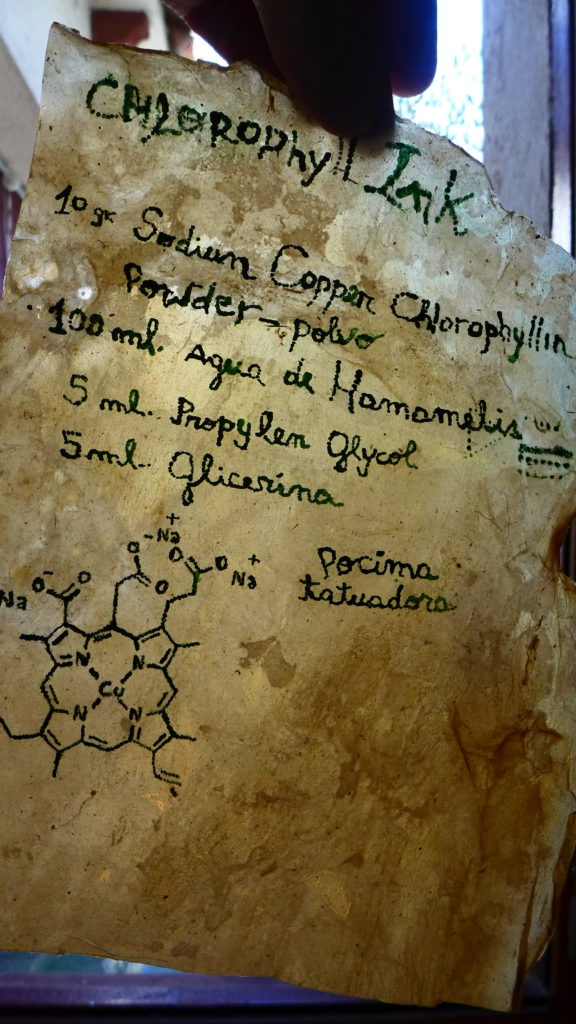 Chlorophyll Ink
10 gr Sodium Copper Chlorophyllin
Powder - polvo
100 ml. Agua de Hamamelis
5 ml. Propylen Glycol
5 ml. Glicerina.
Pocima
tatuadora.
Na +
O
O
+
-Na
O
O
O
O-
Na
N
N
Cu
N
N